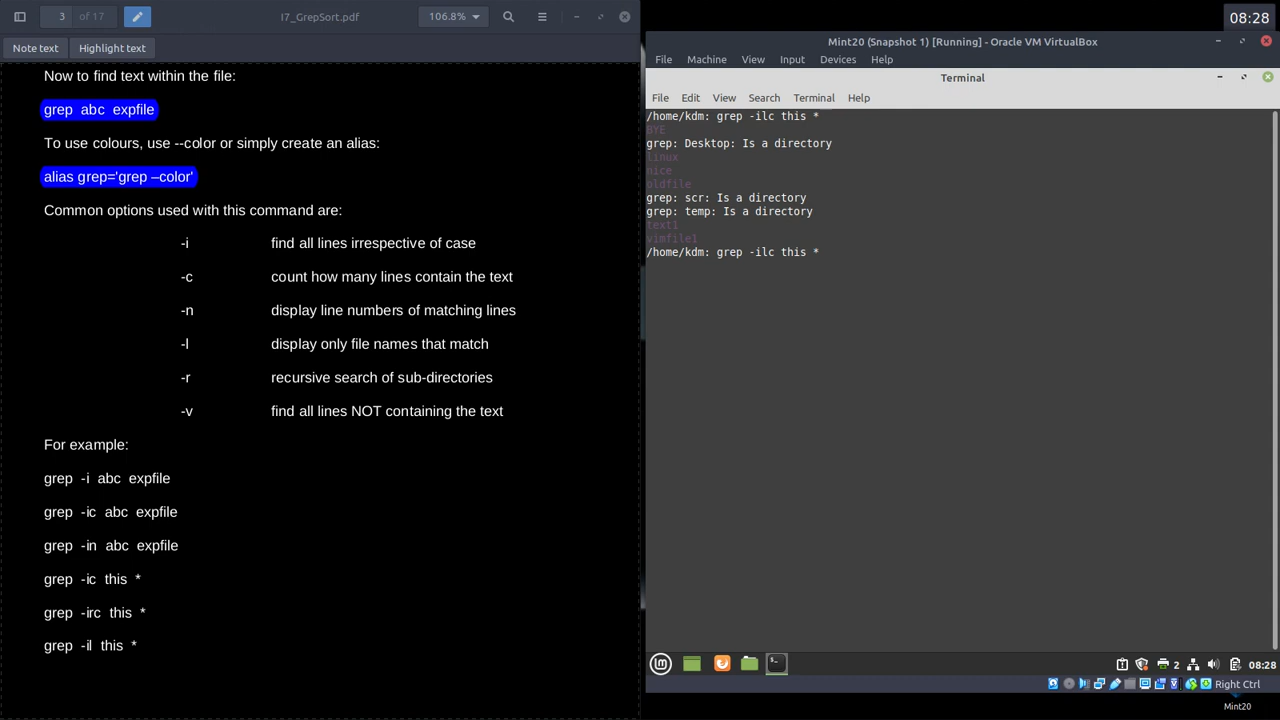 3 of 17
I7_GrepSort.pdf
106.8%
Note text Highlight text
Now to find text within the file:
grep abc expfile
To use colours, use --color or simply create an alias:
alias grep='grep –color'
Common options used with this command are:
-i find all lines irrespective of case
-c count how many lines contain the text
-n display line numbers of matching lines
-l display only file names that match
-r recursive search of sub-directories
-v find all lines NOT containing the text
For example:
grep -i abc expfile
grep -ic abc expfile
grep -in abc expfile
grep -ic this *
grep -irc this *
grep -il this *
08:28
Mint20 (Snapshot 1) [Running] - Oracle VM VirtualBox
File Machine View Input Devices Help
Terminal
File Edit View Search Terminal Help
/home/kdm: grep -ilc this *
BYE
grep: Desktop: Is a directory
linux
nice
oldfile
grep: scr: Is a directory
grep: temp: Is a directory
text1
vimfile1
/home/kdm: grep -ilc this *
2 08:28
Right Ctrl
Mint20